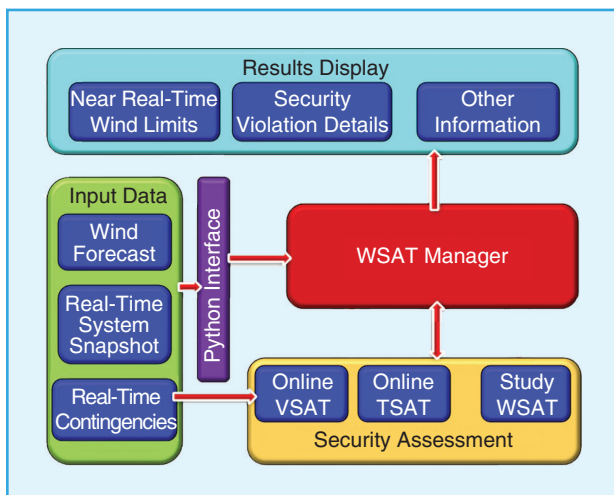 Results Display
Near Real-Time
Wind Limits
Security
Violation Details
Other
Information
Input Data
Wind
Forecast
Real-Time
System
Snapshot
Real-Time
Contingencies
Python Interface
WSAT Manager
Online
VSAT
Online
TSAT
Study
WSAT
Security Assessment